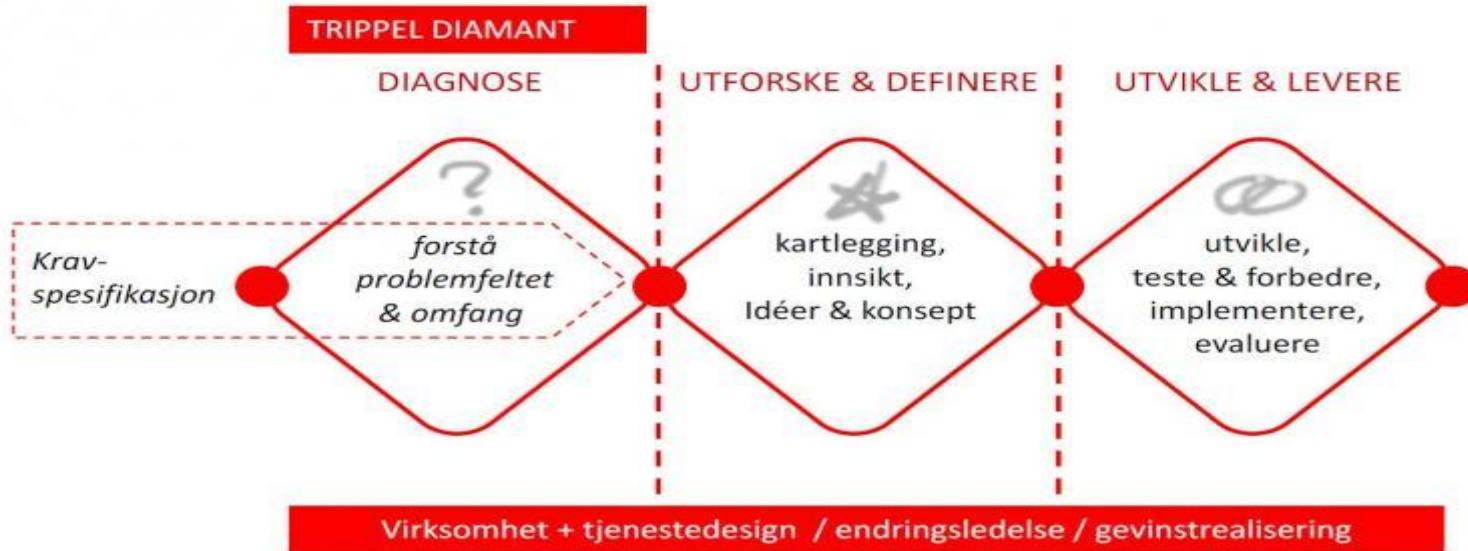 TRIPPEL DIAMANT
DIAGNOSE
UTFORSKE & DEFINERE
UTVIKLE & LEVERE
?
Krav-
spesifikasjon
forstå
problemfeltet
& omfang
kartlegging,
innsikt,
Idéer & konsept
utvikle,
teste & forbedre,
implementere,
evaluere
Virksomhet + tjenestedesign / endringsledelse / gevinstrealisering